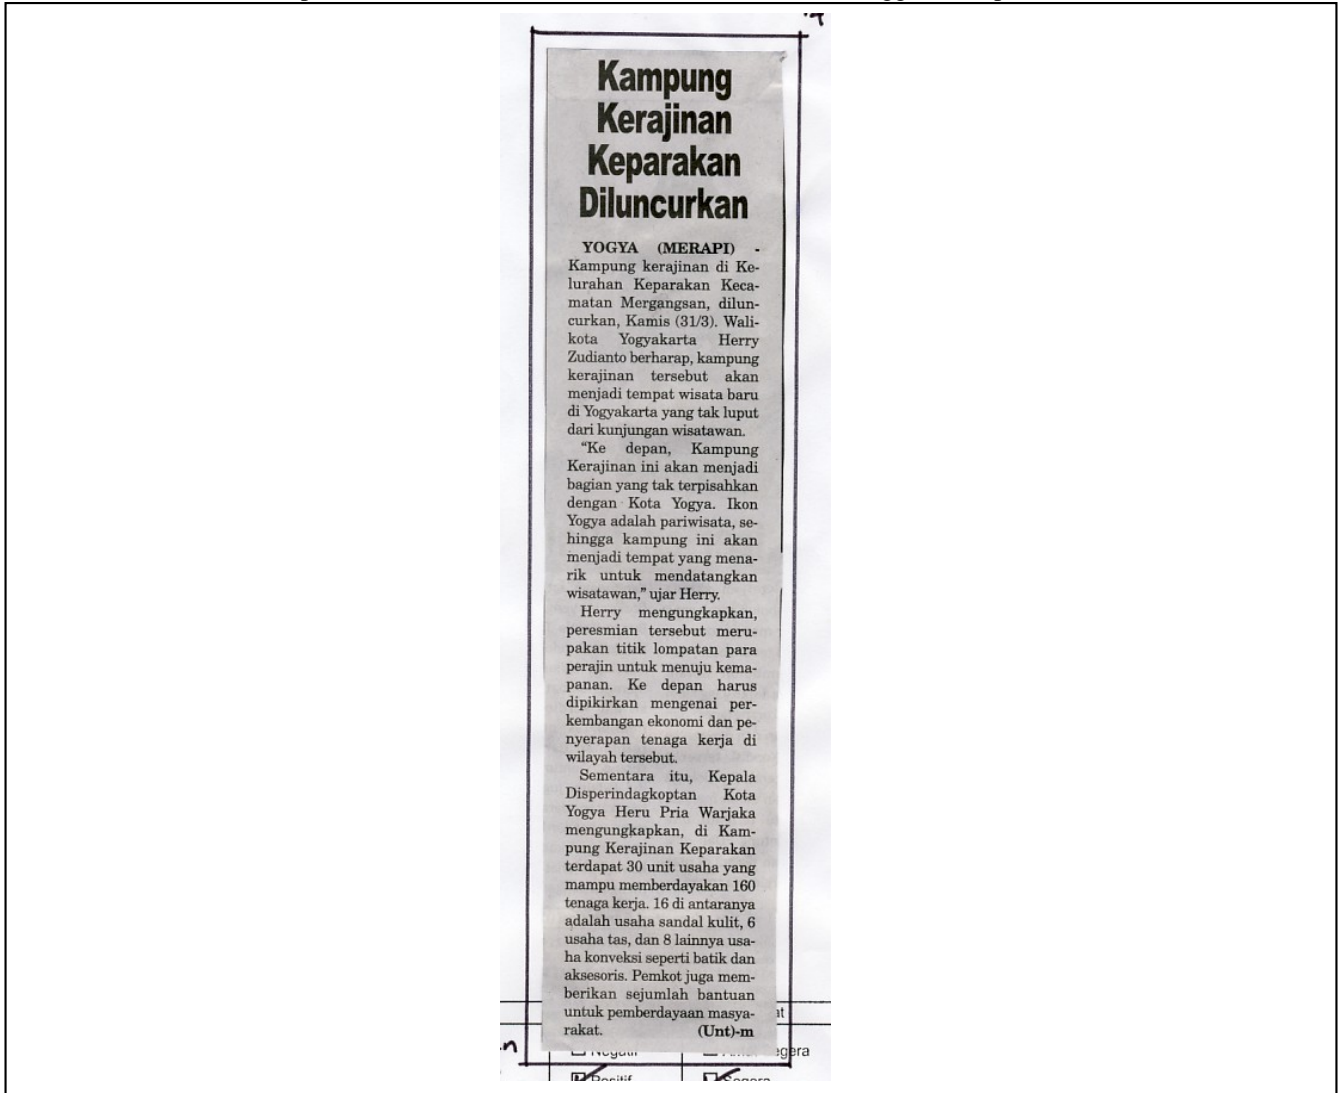 Kampung
Kerajinan
Keparakan
Diluncurkan
YOGYA (MERAPI) -
Kampung kerajinan di Ke-
lurahan Keparakan Keca-
matan Mergangsan, dilun-
curkan, Kamis (31/3). Wali-
kota Yogyakarta Herry
Zudianto berharap, kampung
kerajinan tersebut akan
menjadi tempat wisata baru
di Yogyakarta yang tak luput
dari kunjungan wisatawan.
"Ke depan, Kampung
Kerajinan ini akan menjadi
bagian yang tak terpisahkan
dengan Kota Yogya. Ikon
Yogya adalah pariwisata, se-
hingga kampung ini akan
menjadi tempat yang mena-
rik untuk mendatangkan
wisatawan," ujar Herry.
Herry mengungkapkan,
peresmian tersebut meru-
pakan titik lompatan para
perajin untuk menuju kema-
panan. Ke depan harus
dipikirkan mengenai per-
kembangan ekonomi dan pe-
nyerapan tenaga kerja di
wilayah tersebut.
Sementara itu, Kepala
Disperindagkoptan Kota
Yogya Heru Pria Warjaka
mengungkapkan, di Kam-
pung Kerajinan Keparakan
terdapat 30 unit usaha yang
mampu memberdayakan 160
tenaga kerja. 16 di antaranya
adalah usaha sandal kulit, 6
usaha tas, dan 8 lainnya usa-
ha konveksi seperti batik dan
aksesoris. Pemkot juga mem-
berikan sejumlah bantuan
untuk pemberdayaan masya-
rakat. (Unt)-m
Negatif
Positif Segera